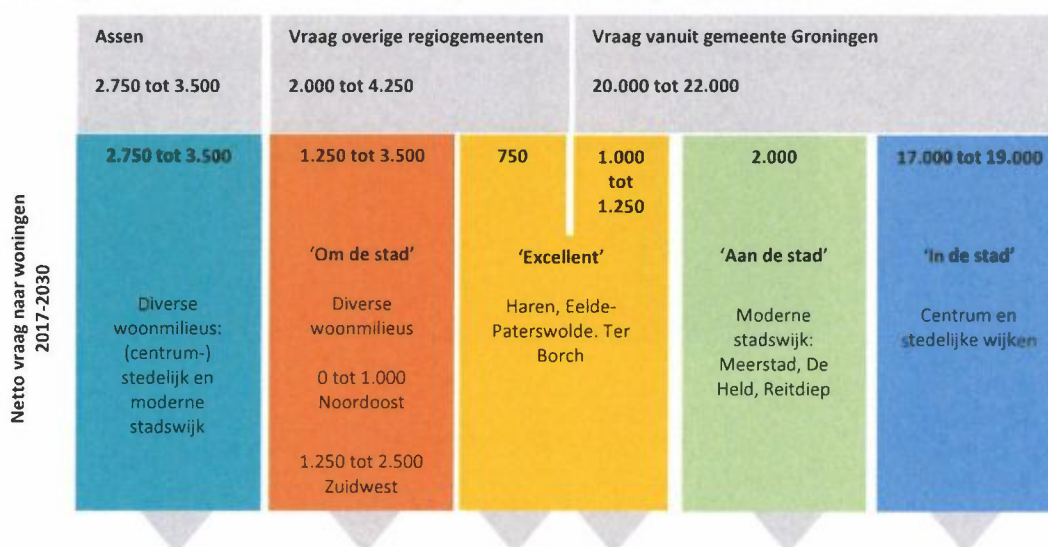 Assen
2.750 tot 3.500
Vraag overige regiogemeenten
2.000 tot 4.250
Vraag vanuit gemeente Groningen
20.000 tot 22.000
Netto vraag naar woningen
2017-2030
2.750 tot 3.500
Diverse
woonmilieus:
(centrum-)
stedelijk en
moderne
stadswijk
1.250 tot 3.500
'Om de stad'
Diverse
woonmilieus
0 tot 1.000
Noordoost
1.250 tot 2.500
Zuidwest
750
1.000
tot
1.250
'Excellent'
Haren, Eelde-
Paterswolde. Ter
Borch
2.000
'Aan de stad'
Moderne
stadswijk:
Meerstad, De
Held, Reitdiep
17.000 tot 19.000
'In de stad'
Centrum en
stedelijke wijken